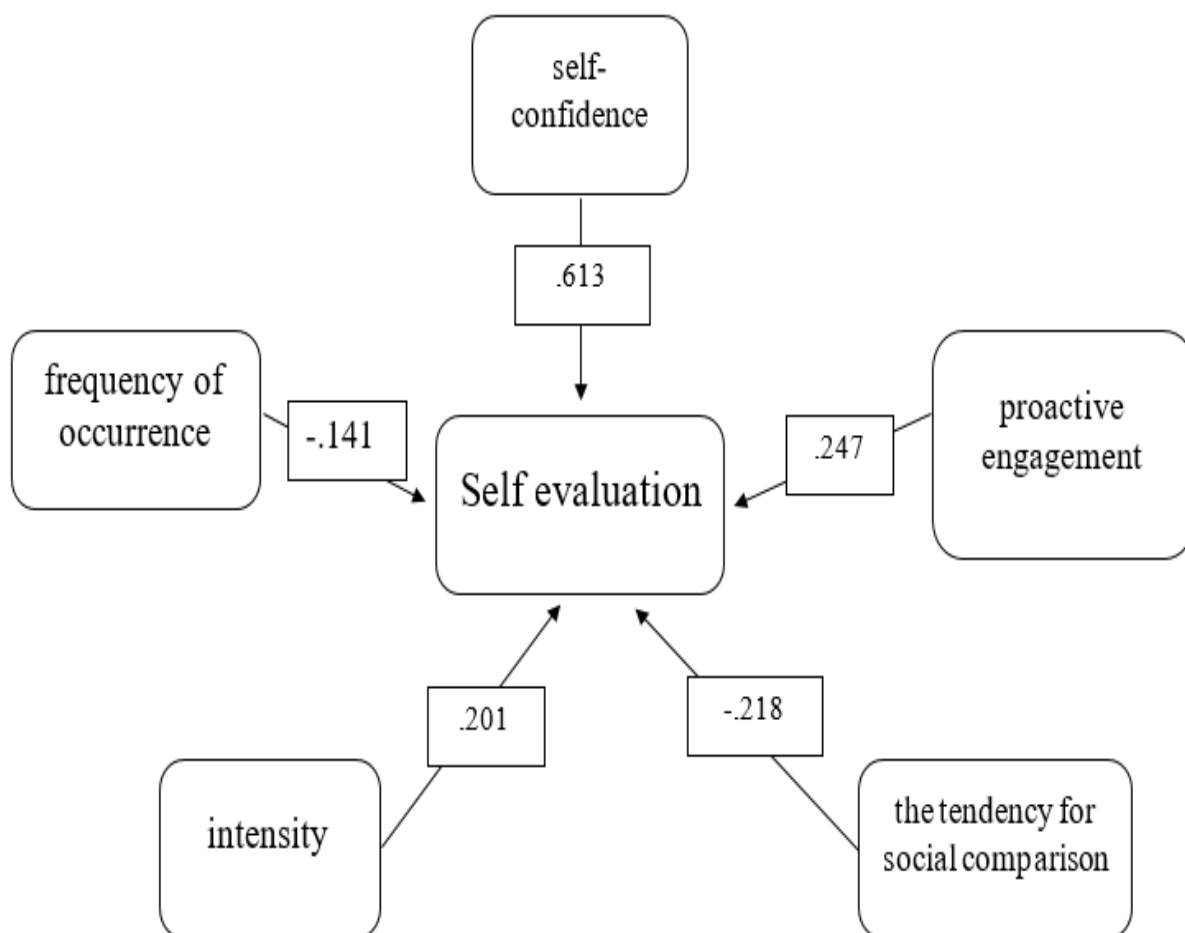 self-
confidence
.613
frequency of
occurrence
-.141
Self evaluation
.247
proactive
engagement
.201
-.218
intensity
the tendency for
social comparison